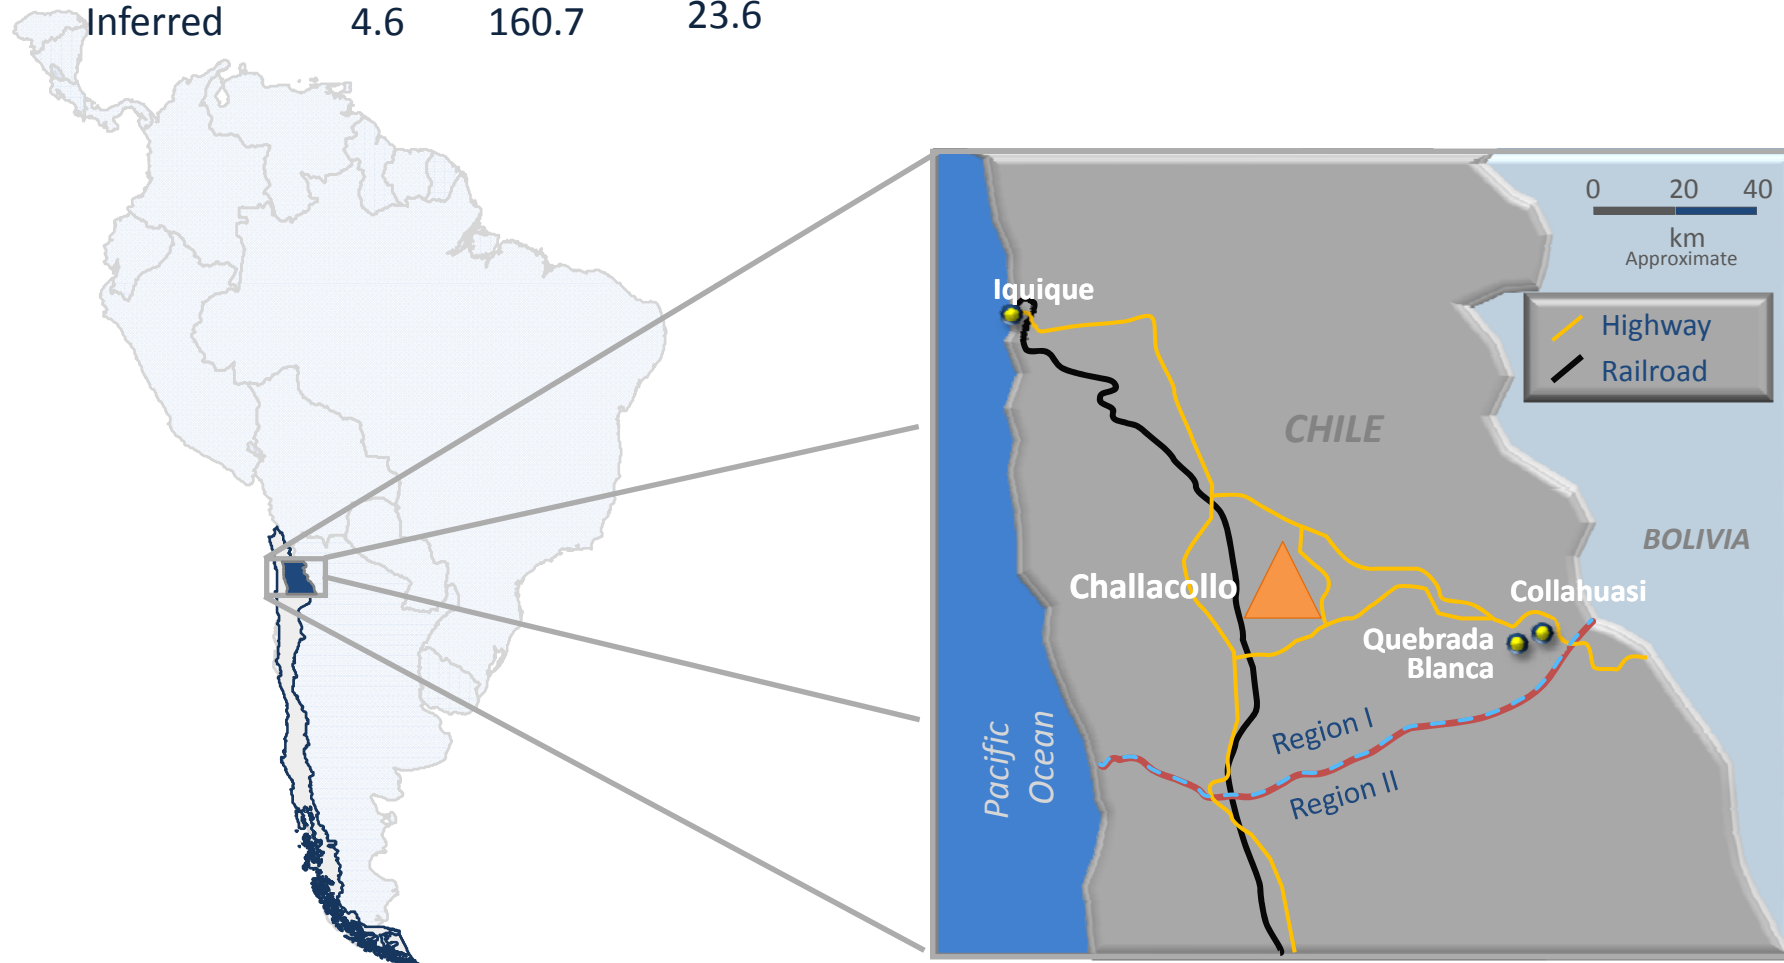 Inferred 4.6 160.7 23.6
0 20 40
km
Approximate
Iquique
Highway
Railroad
CHILE
BOLIVIA
Challacollo
Collahuasi
Quebrada
Blanca
Pacific
Ocean
Region I
Region II